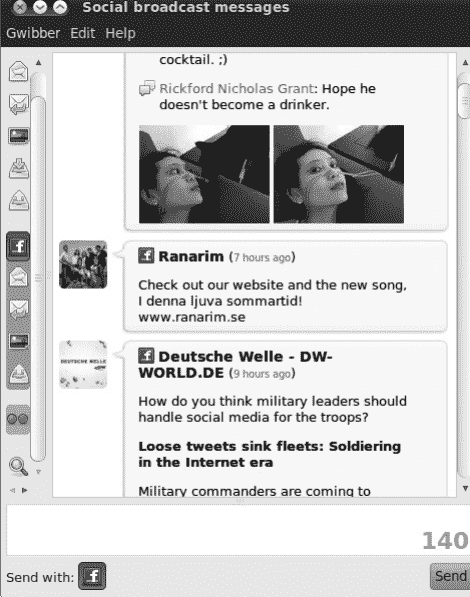 Social broadcast messages
Gwibber Edit Help
cocktail. ;)
Rickford Nicholas Grant: Hope he
doesn't become a drinker.
Ranarim (7 hours ago)
Check out our website and the new song,
I denna ljuva sommartid!
www.ranarim.se
DEUTSCHE WELLE
Deutsche Welle - DW-
WORLD.DE (9 hours ago)
How do you think military leaders should
handle social media for the troops?
Loose tweets sink fleets: Soldiering
in the Internet era
Military commanders are coming to
140
Send with:
Send